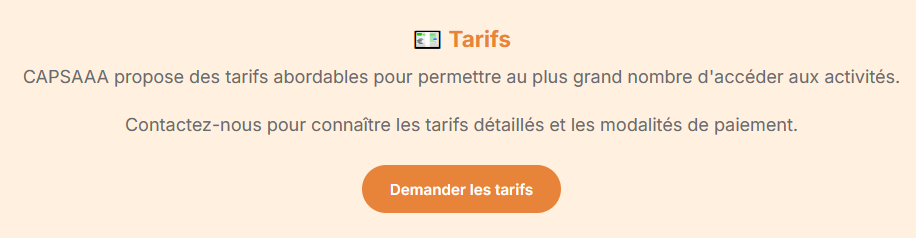 Tarifs
CAPSAAA propose des tarifs abordables pour permettre au plus grand nombre d'accéder aux activités.
Contactez-nous pour connaître les tarifs détaillés et les modalités de paiement.
Demander les tarifs